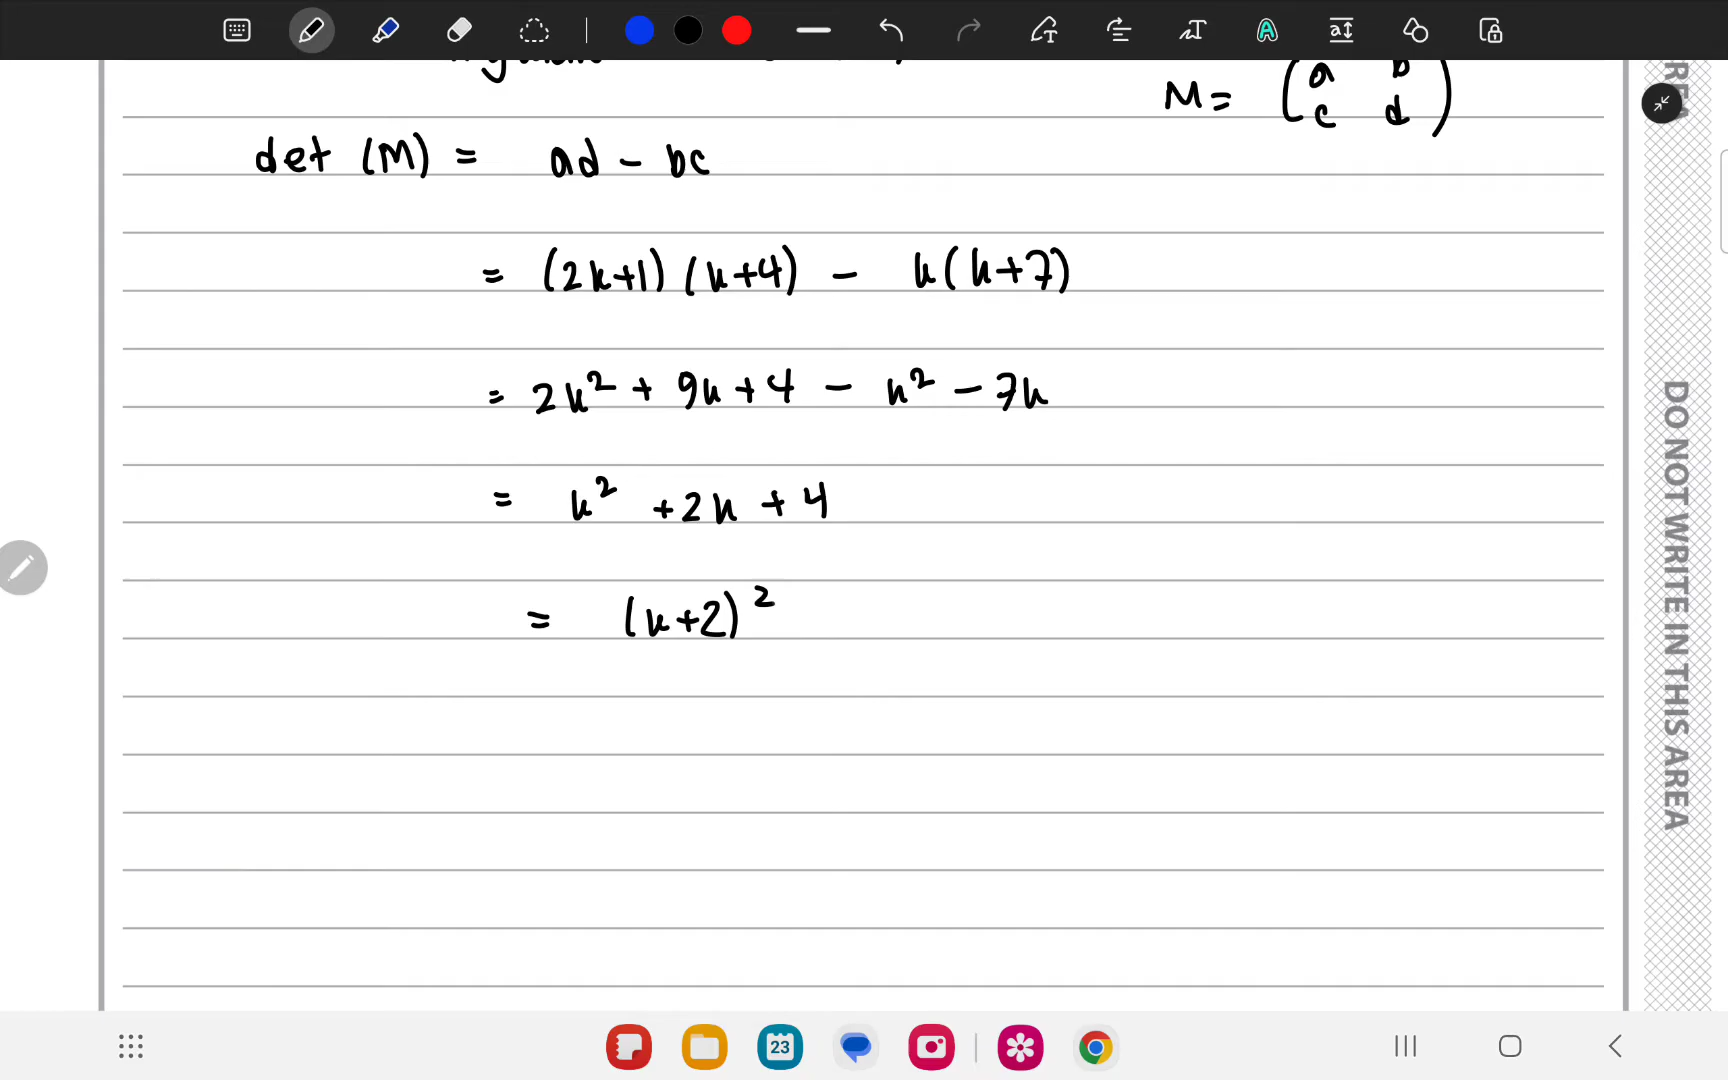 M = ( a b
c d )
det (M) = ad - bc
= (2k+1) (k+4) - k(k+7)
= 2k² + 9k + 4 - k² - 7k
= k² + 2k + 4
= (k+2)²
DO NOT WRITE IN THIS AREA
23